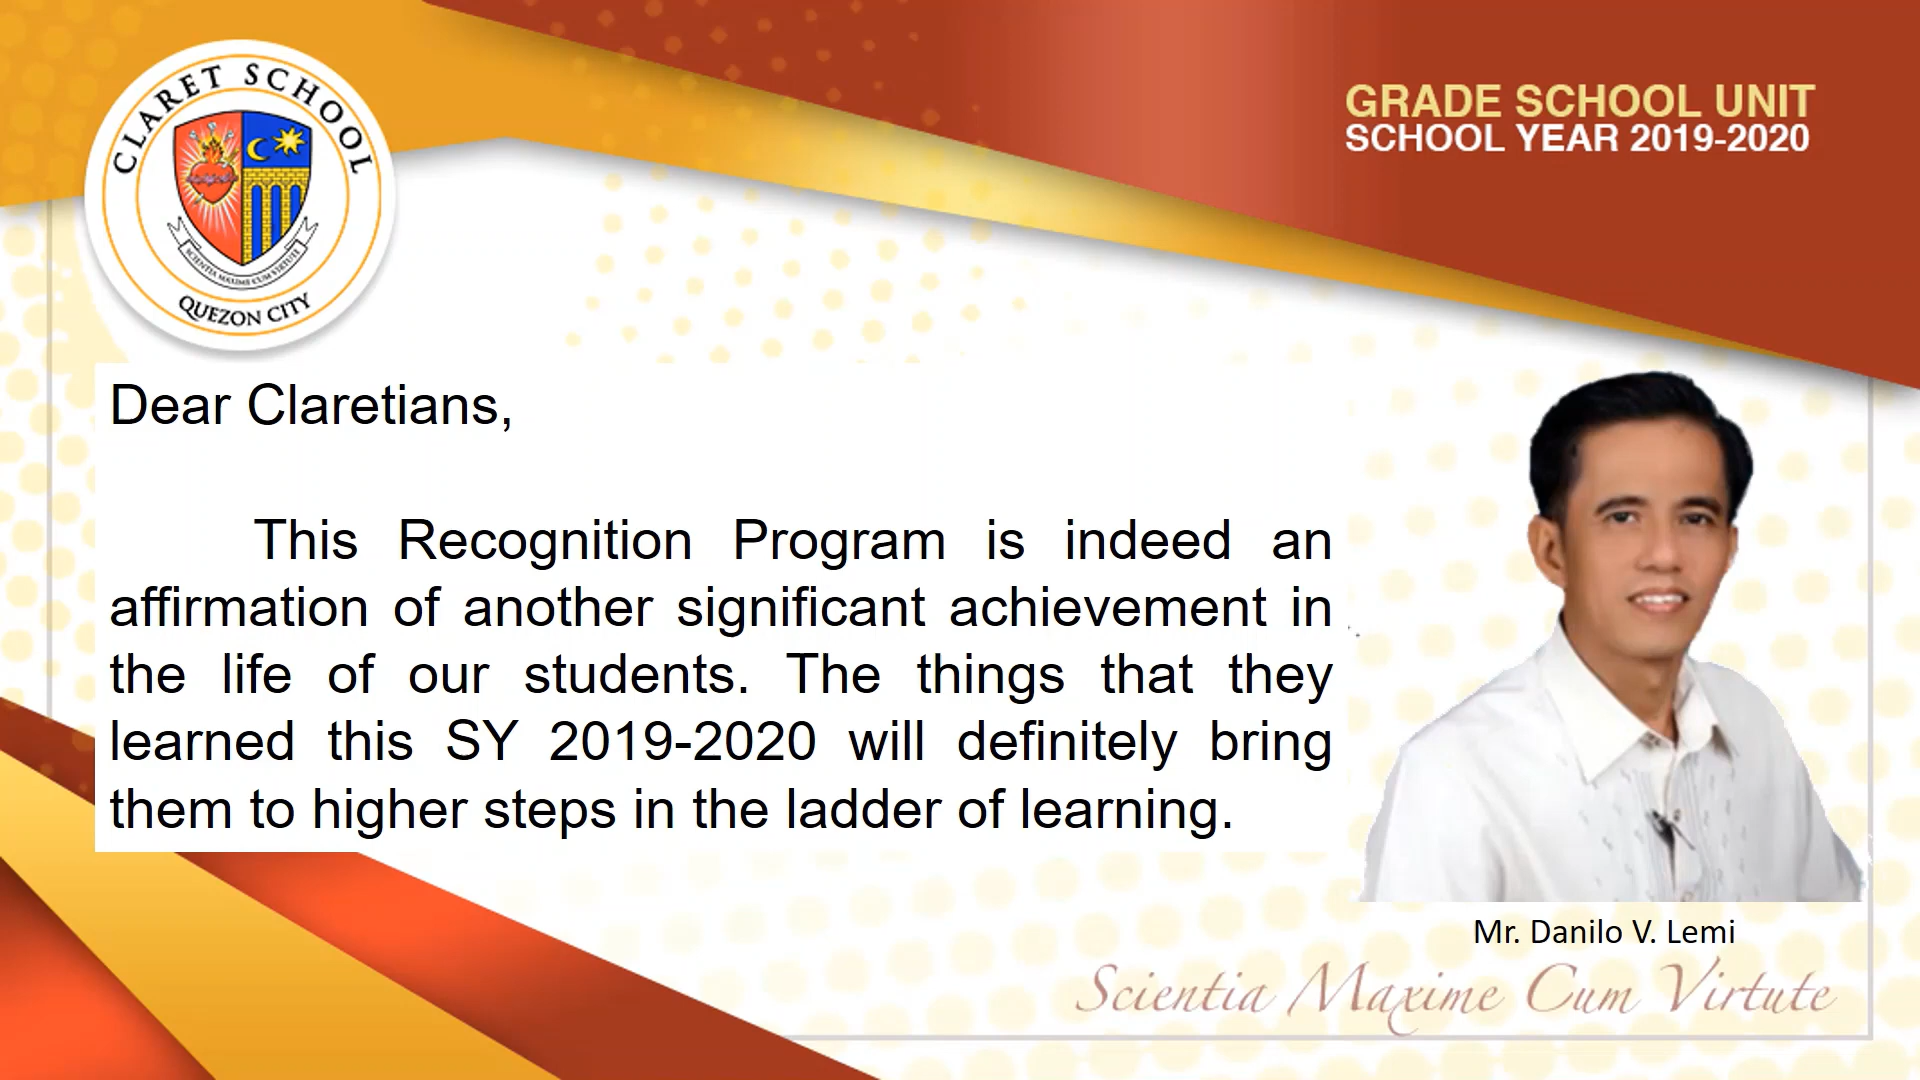 CLARET SCHOOL
SCIENTIA MAXIME CUM VIRTUTE
QUEZON CITY
GRADE SCHOOL UNIT
SCHOOL YEAR 2019-2020
Dear Claretians,
This Recognition Program is indeed an
affirmation of another significant achievement in
the life of our students. The things that they
learned this SY 2019-2020 will definitely bring
them to higher steps in the ladder of learning.
Mr. Danilo V. Lemi
Scientia Maxime Cum Virtute